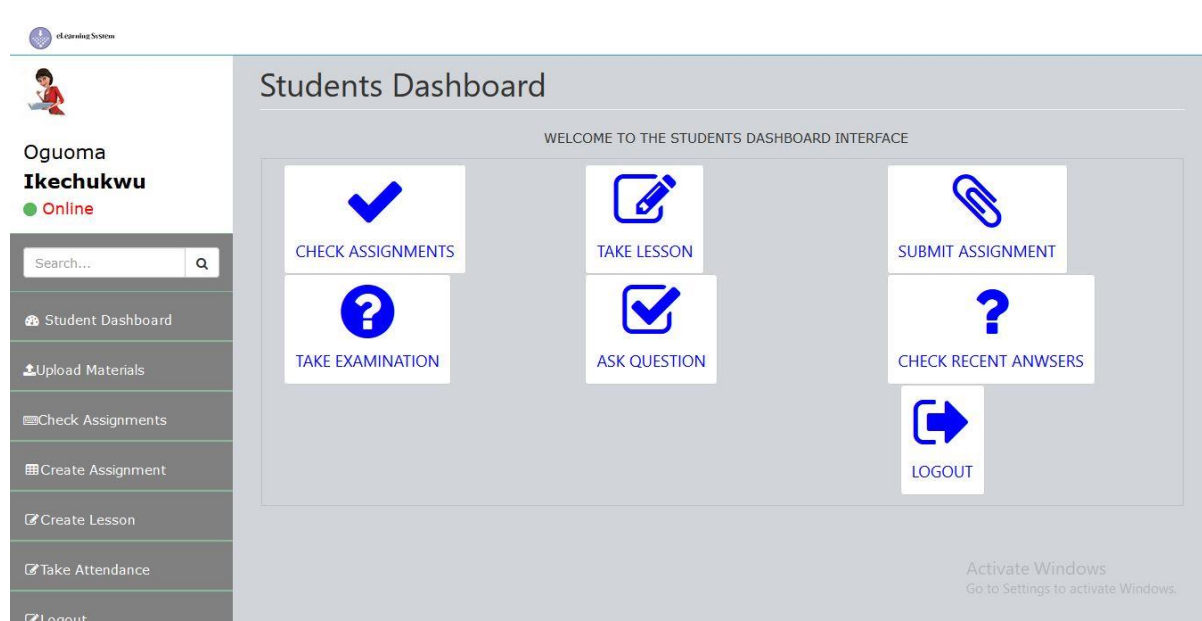 eLearning System
Oguoma
Ikechukwu
Online
Search...
Student Dashboard
Upload Materials
Check Assignments
Create Assignment
Create Lesson
Take Attendance
Logout
Students Dashboard
WELCOME TO THE STUDENTS DASHBOARD INTERFACE
CHECK ASSIGNMENTS
TAKE LESSON
SUBMIT ASSIGNMENT
TAKE EXAMINATION
ASK QUESTION
CHECK RECENT ANWSERS
LOGOUT
Activate Windows
Go to Settings to activate Windows.